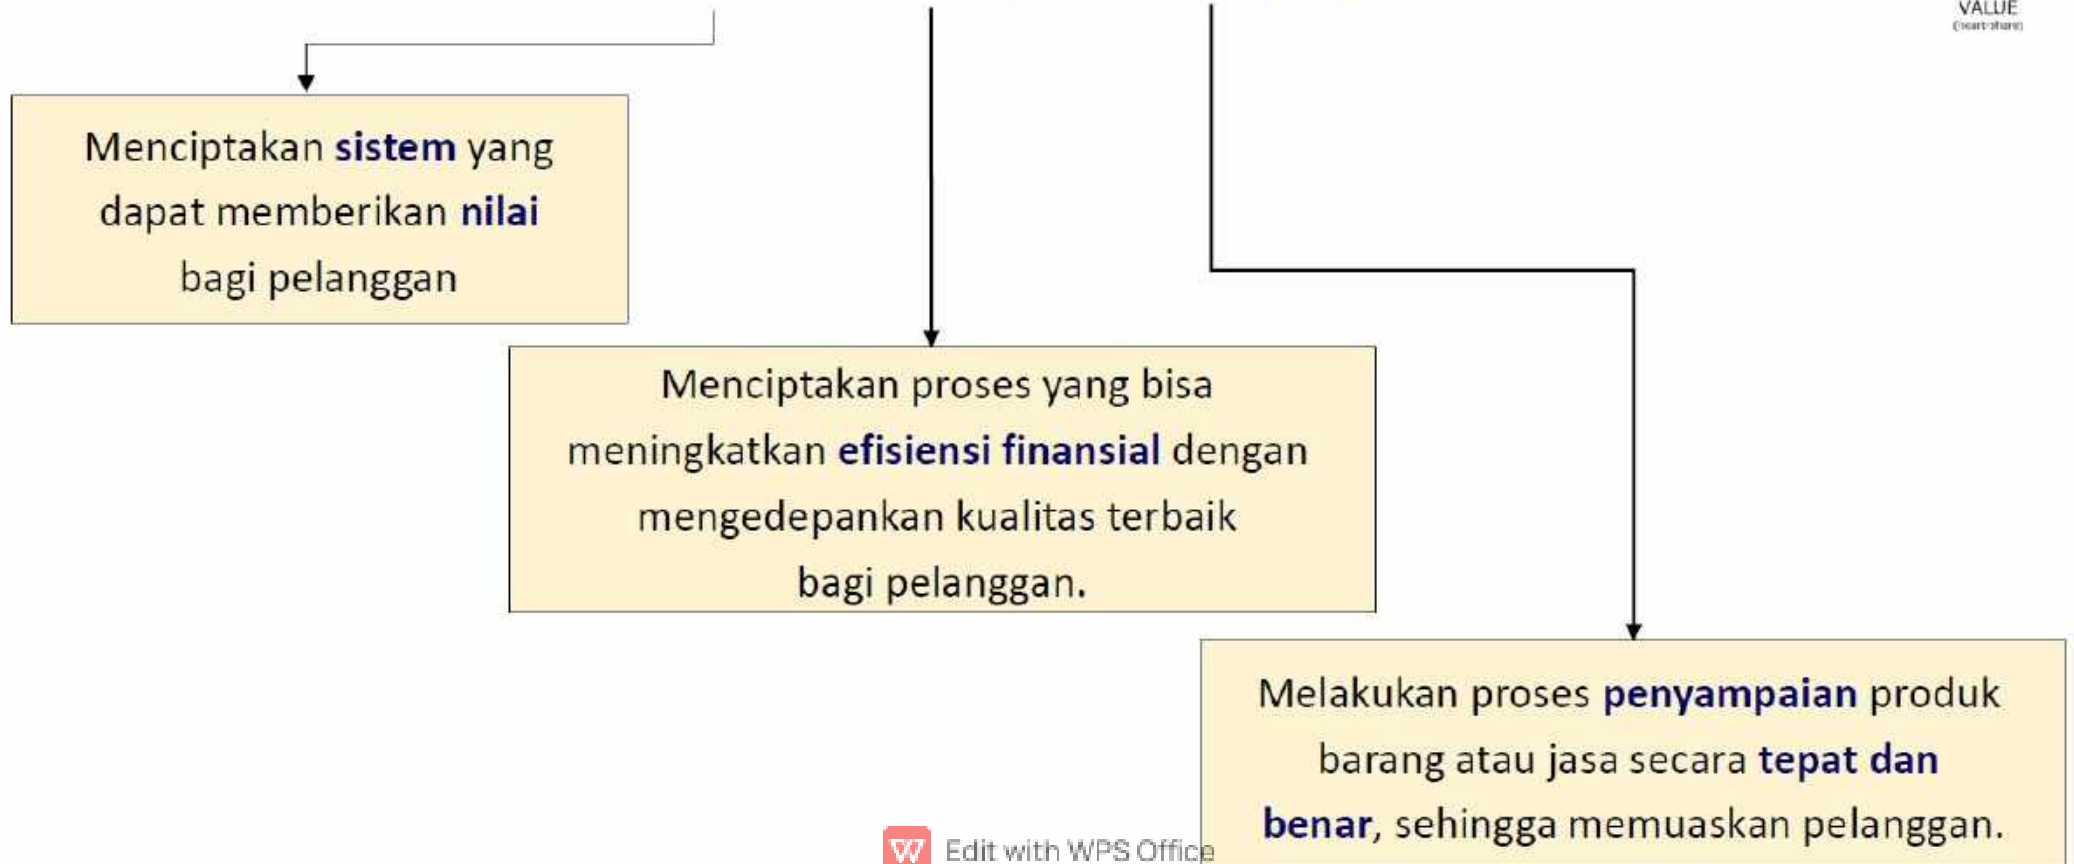 VALUE
Menciptakan sistem yang
dapat memberikan nilai
bagi pelanggan
Menciptakan proses yang bisa
meningkatkan efisiensi finansial dengan
mengedepankan kualitas terbaik
bagi pelanggan.
Melakukan proses penyampaian produk
barang atau jasa secara tepat dan
benar, sehingga memuaskan pelanggan.
Edit with WPS Office